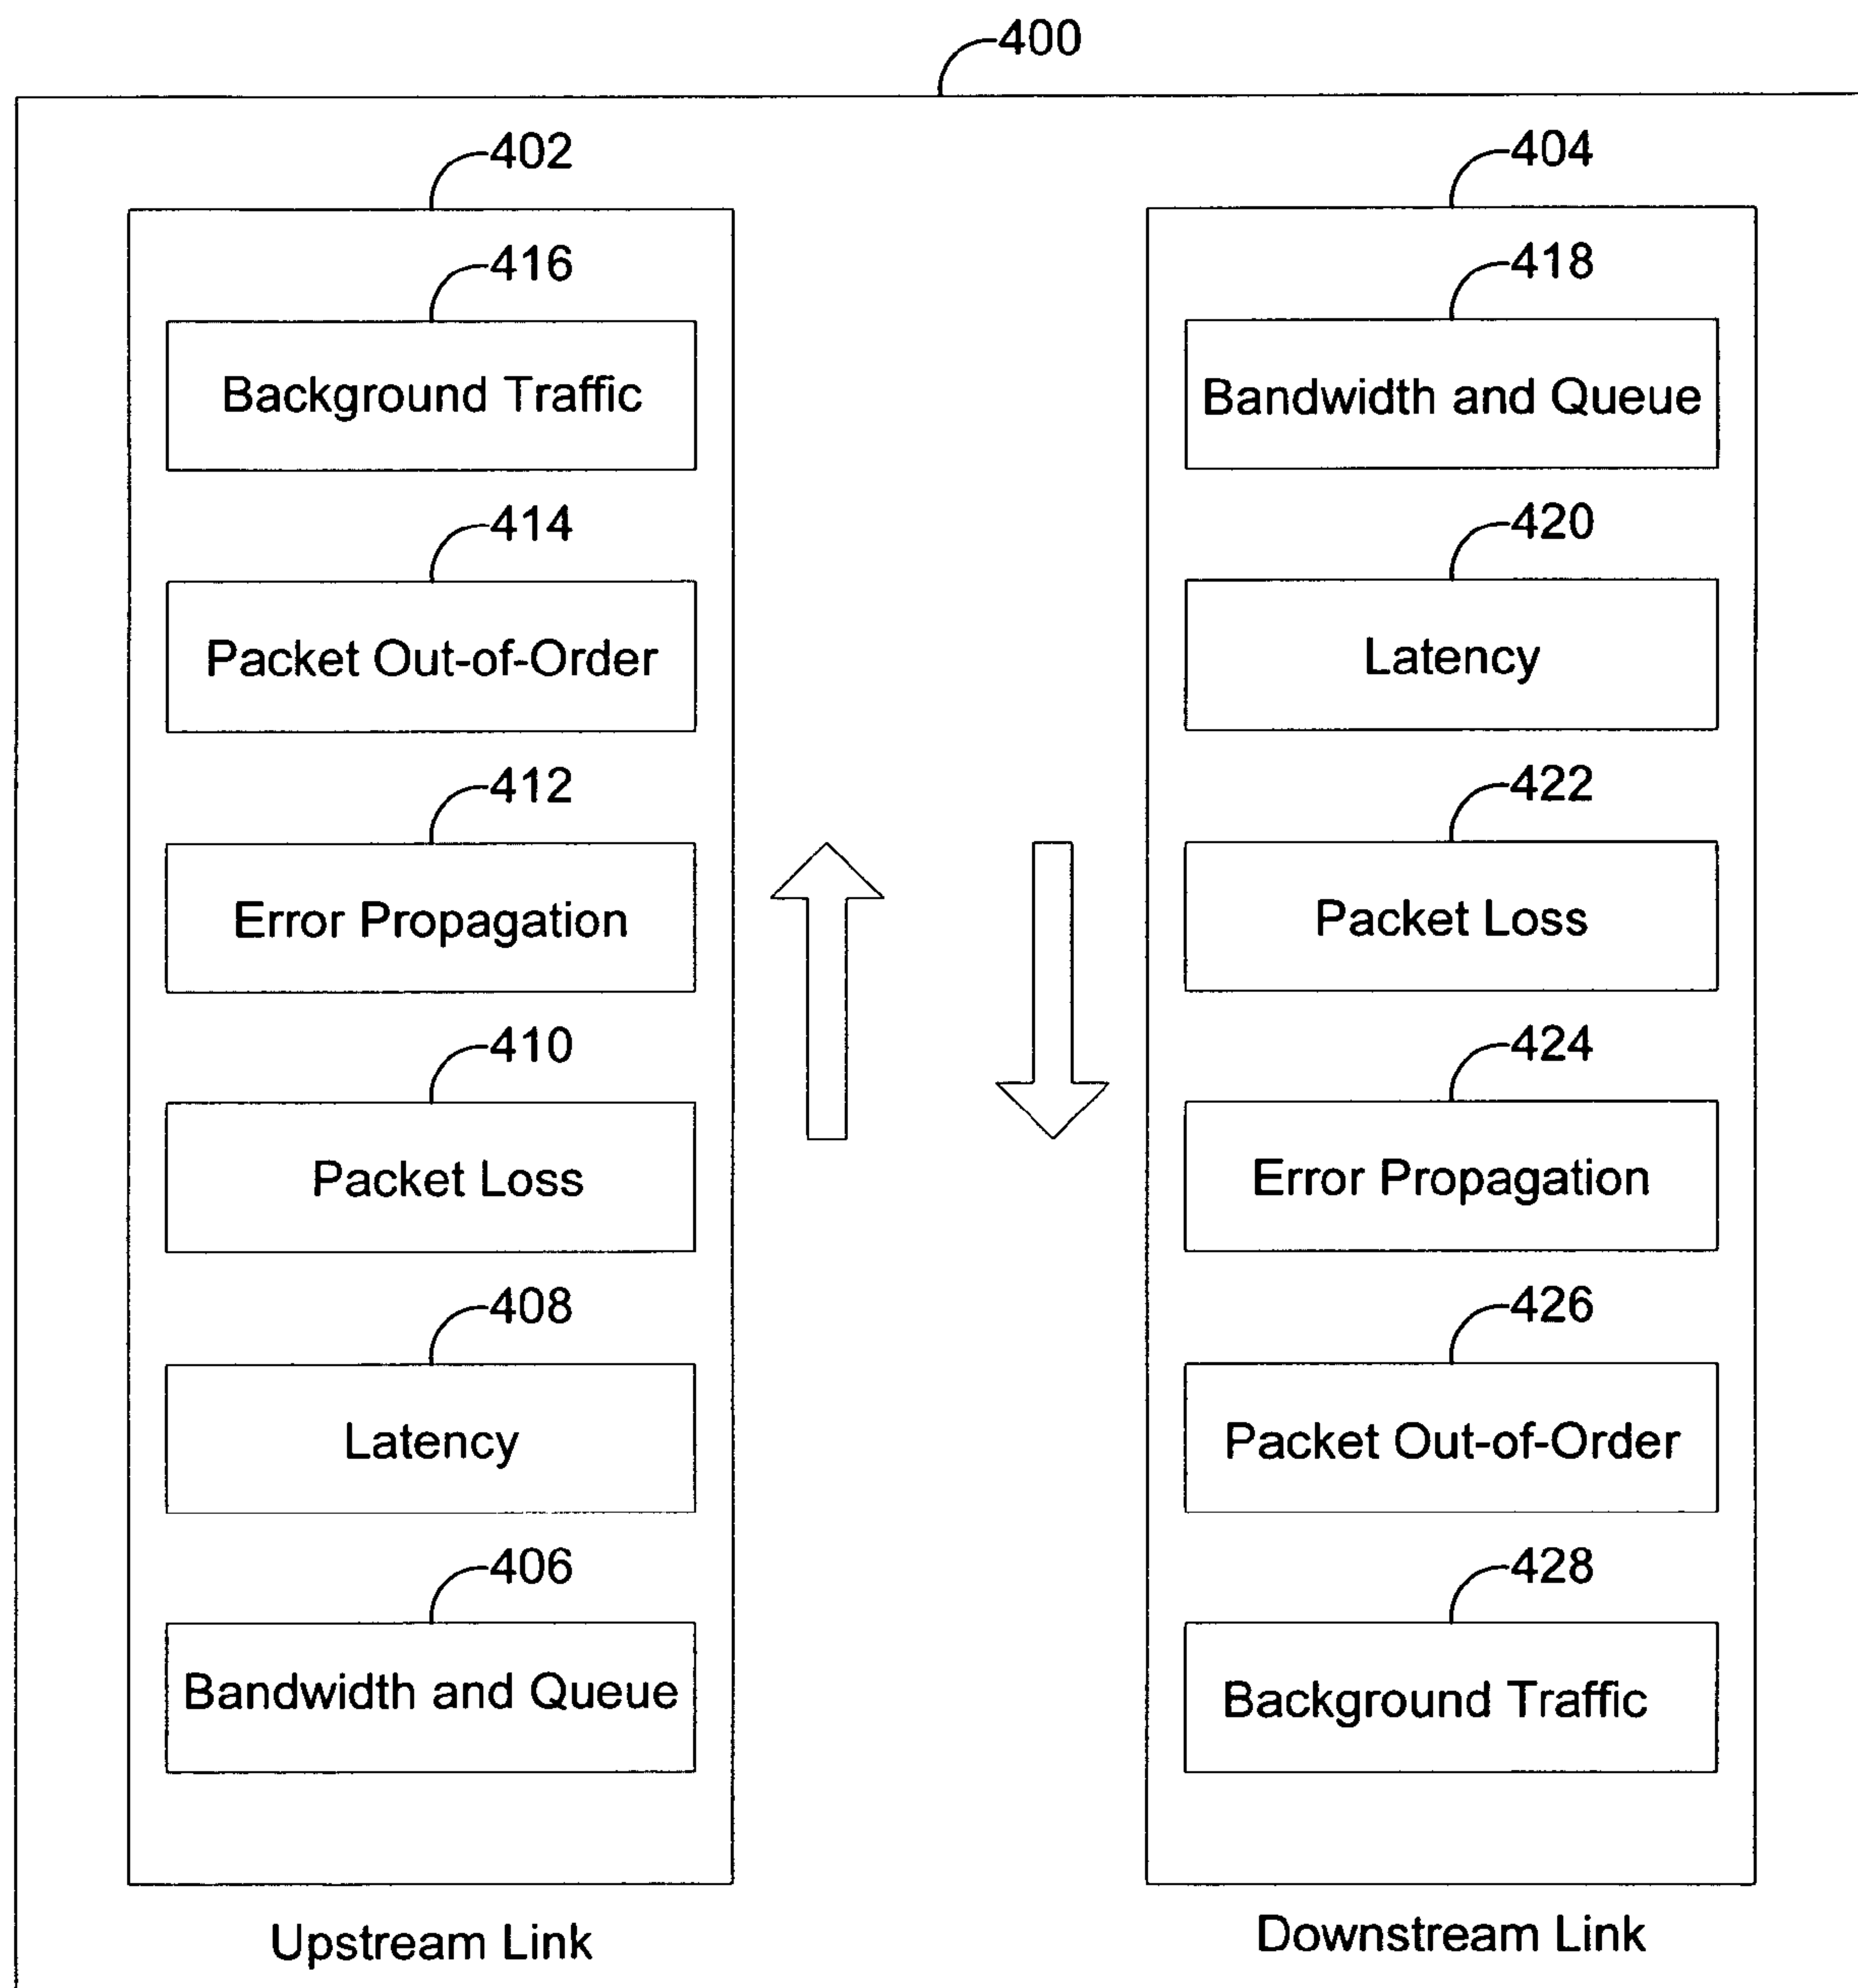 400
402
416
Background Traffic
414
Packet Out-of-Order
412
Error Propagation
410
Packet Loss
408
Latency
406
Bandwidth and Queue
Upstream Link
404
418
Bandwidth and Queue
420
Latency
422
Packet Loss
424
Error Propagation
426
Packet Out-of-Order
428
Background Traffic
Downstream Link